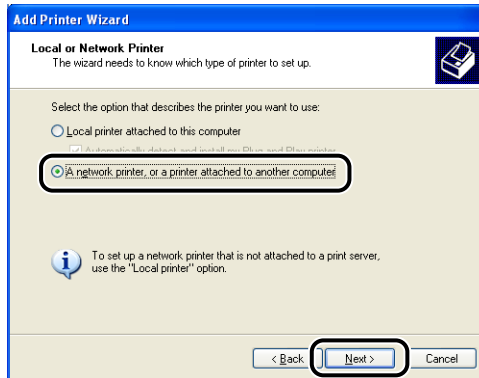 Add Printer Wizard
Local or Network Printer
The wizard needs to know which type of printer to set up.
Select the option that describes the printer you want to use:
Local printer attached to this computer
Automatically detect and install my Plug and Play printer
A network printer, or a printer attached to another computer
To set up a network printer that is not attached to a print server,
use the "Local printer" option.
< Back Next > Cancel